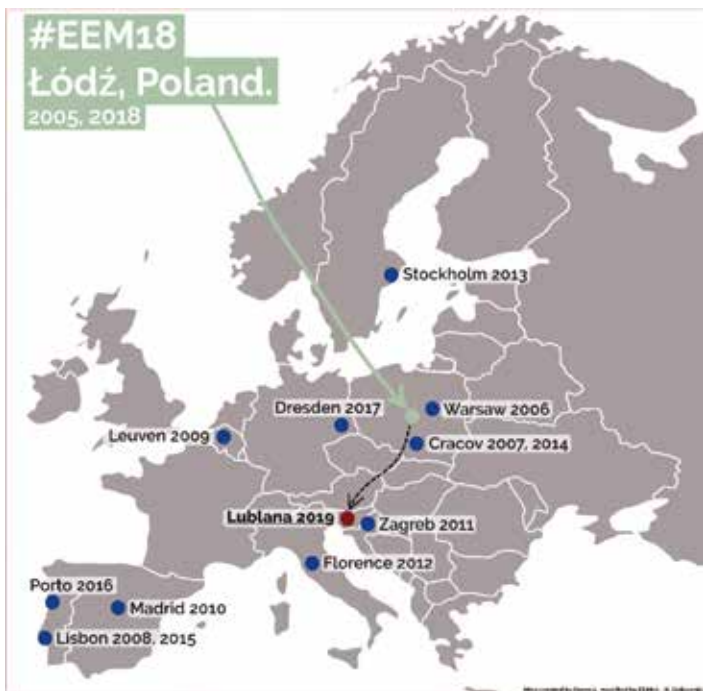 #EEM18
Łódź, Poland.
2005, 2018
Stockholm 2013
Dresden 2017
Warsaw 2006
Leuven 2009
Cracov 2007, 2014
Lublana 2019
Zagreb 2011
Florence 2012
Porto 2016
Madrid 2010
Lisbon 2008, 2015